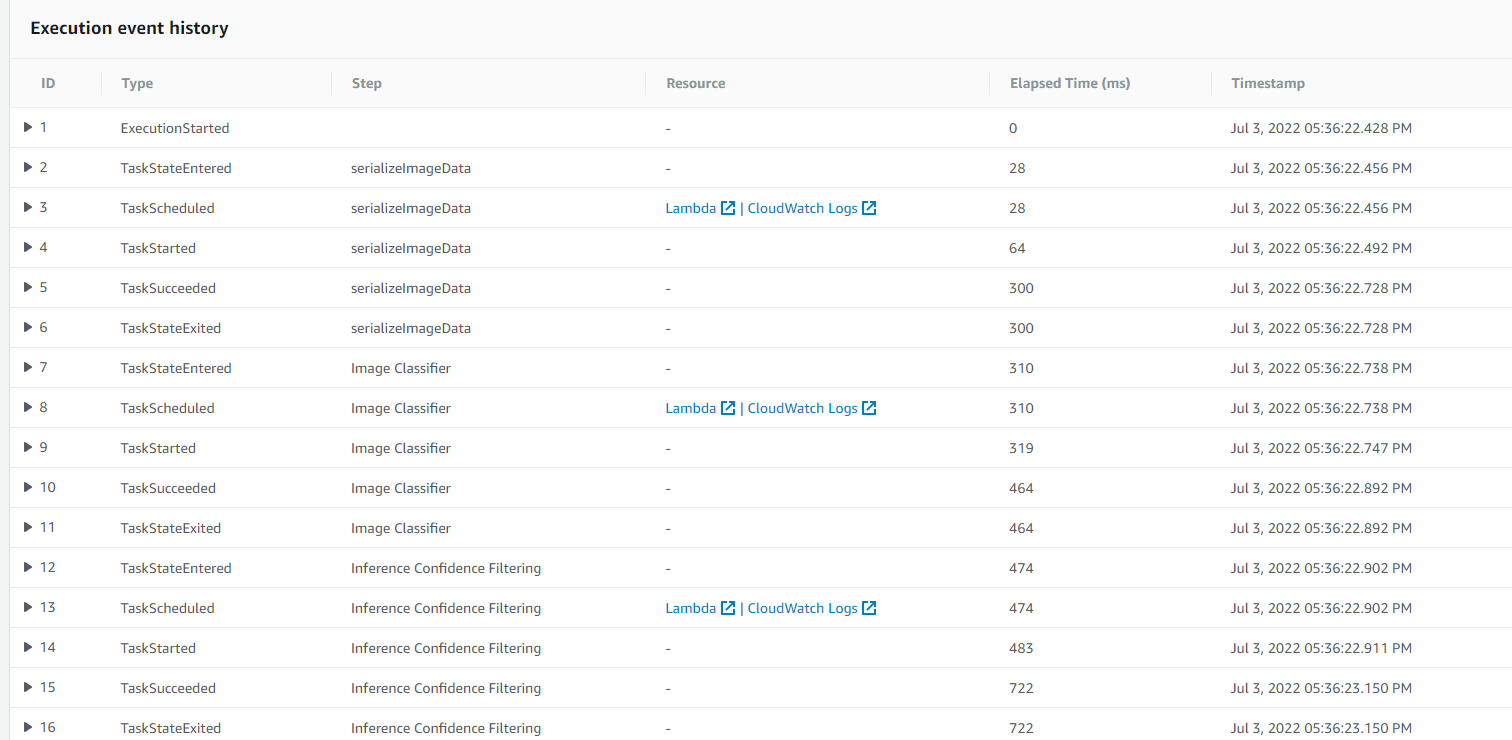 Execution event history
ID Type Step Resource Elapsed Time (ms) Timestamp
1 ExecutionStarted - 0 Jul 3, 2022 05:36:22.428 PM
2 TaskStateEntered serializeImageData - 28 Jul 3, 2022 05:36:22.456 PM
3 TaskScheduled serializeImageData Lambda | CloudWatch Logs 28 Jul 3, 2022 05:36:22.456 PM
4 TaskStarted serializeImageData - 64 Jul 3, 2022 05:36:22.492 PM
5 TaskSucceeded serializeImageData - 300 Jul 3, 2022 05:36:22.728 PM
6 TaskStateExited serializeImageData - 300 Jul 3, 2022 05:36:22.728 PM
7 TaskStateEntered Image Classifier - 310 Jul 3, 2022 05:36:22.738 PM
8 TaskScheduled Image Classifier Lambda | CloudWatch Logs 310 Jul 3, 2022 05:36:22.738 PM
9 TaskStarted Image Classifier - 319 Jul 3, 2022 05:36:22.747 PM
10 TaskSucceeded Image Classifier - 464 Jul 3, 2022 05:36:22.892 PM
11 TaskStateExited Image Classifier - 464 Jul 3, 2022 05:36:22.892 PM
12 TaskStateEntered Inference Confidence Filtering - 474 Jul 3, 2022 05:36:22.902 PM
13 TaskScheduled Inference Confidence Filtering Lambda | CloudWatch Logs 474 Jul 3, 2022 05:36:22.902 PM
14 TaskStarted Inference Confidence Filtering - 483 Jul 3, 2022 05:36:22.911 PM
15 TaskSucceeded Inference Confidence Filtering - 722 Jul 3, 2022 05:36:23.150 PM
16 TaskStateExited Inference Confidence Filtering - 722 Jul 3, 2022 05:36:23.150 PM